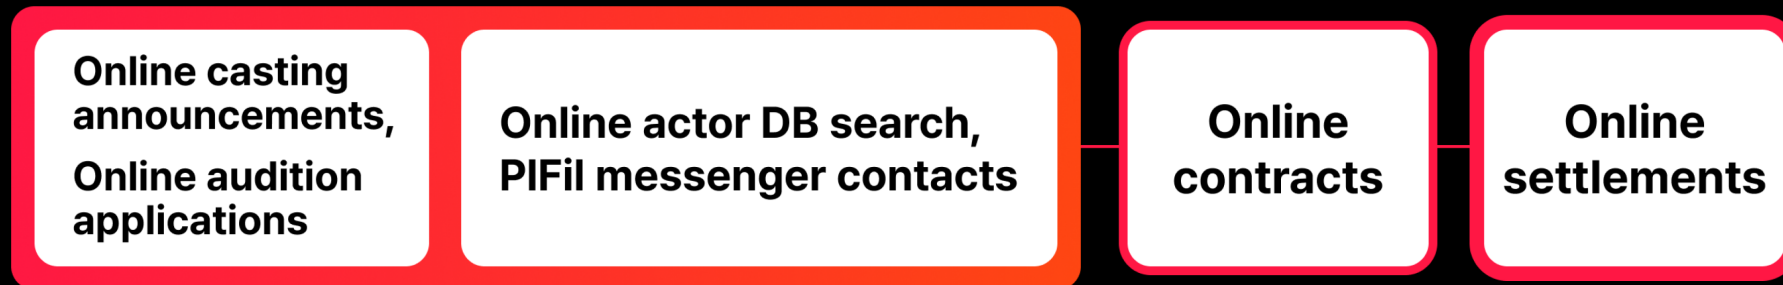 Online casting
announcements,
Online audition
applications
Online actor DB search,
PIFil messenger contacts
Online
contracts
Online
settlements